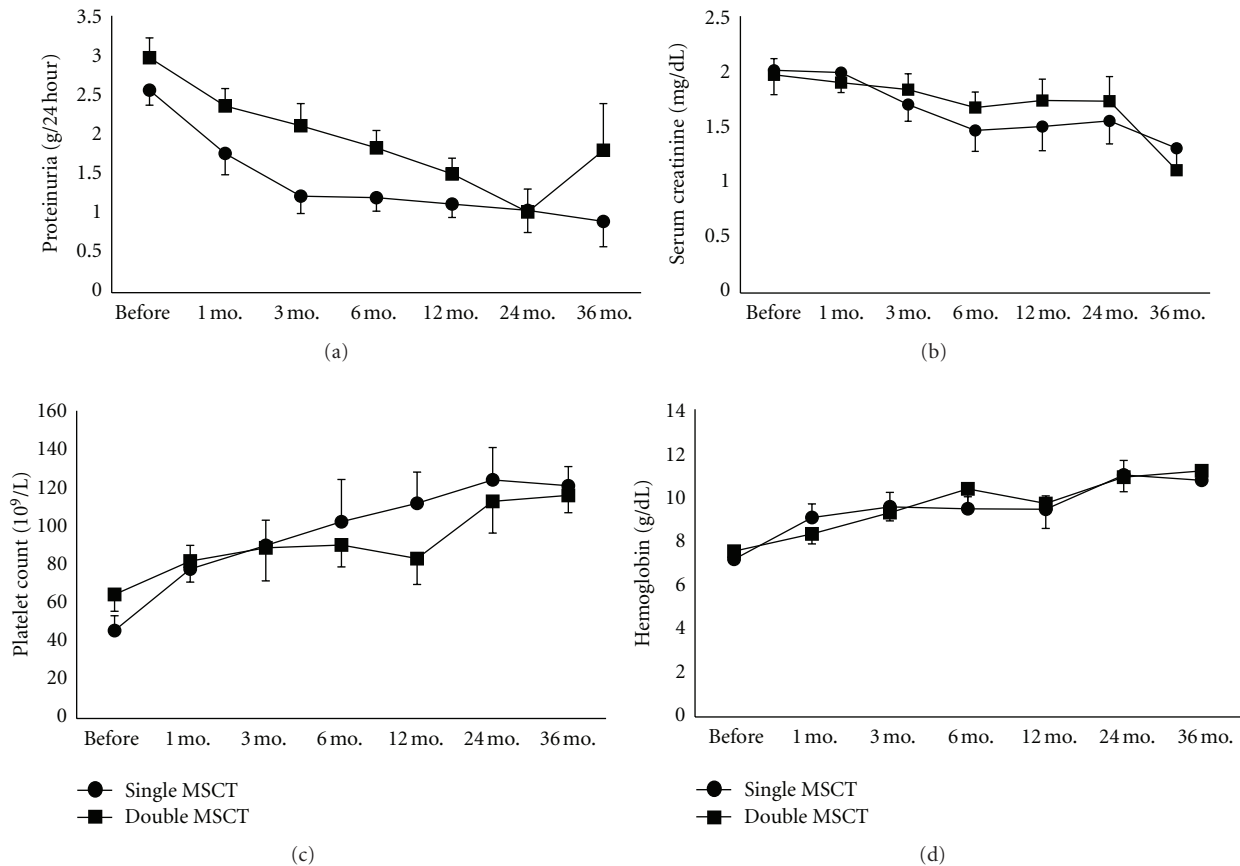 3.5
3
2.5
2
1.5
1
0.5
0
Proteinuria (g/24 hour)
Before 1 mo. 3 mo. 6 mo. 12 mo. 24 mo. 36 mo.
(a)
2.5
2
1.5
1
0.5
0
Serum creatinine (mg/dL)
Before 1 mo. 3 mo. 6 mo. 12 mo. 24 mo. 36 mo.
(b)
160
140
120
100
80
60
40
20
0
Platelet count (10⁹/L)
Before 1 mo. 3 mo. 6 mo. 12 mo. 24 mo. 36 mo.
Single MSCT
Double MSCT
(c)
14
12
10
8
6
4
2
0
Hemoglobin (g/dL)
Before 1 mo. 3 mo. 6 mo. 12 mo. 24 mo. 36 mo.
Single MSCT
Double MSCT
(d)